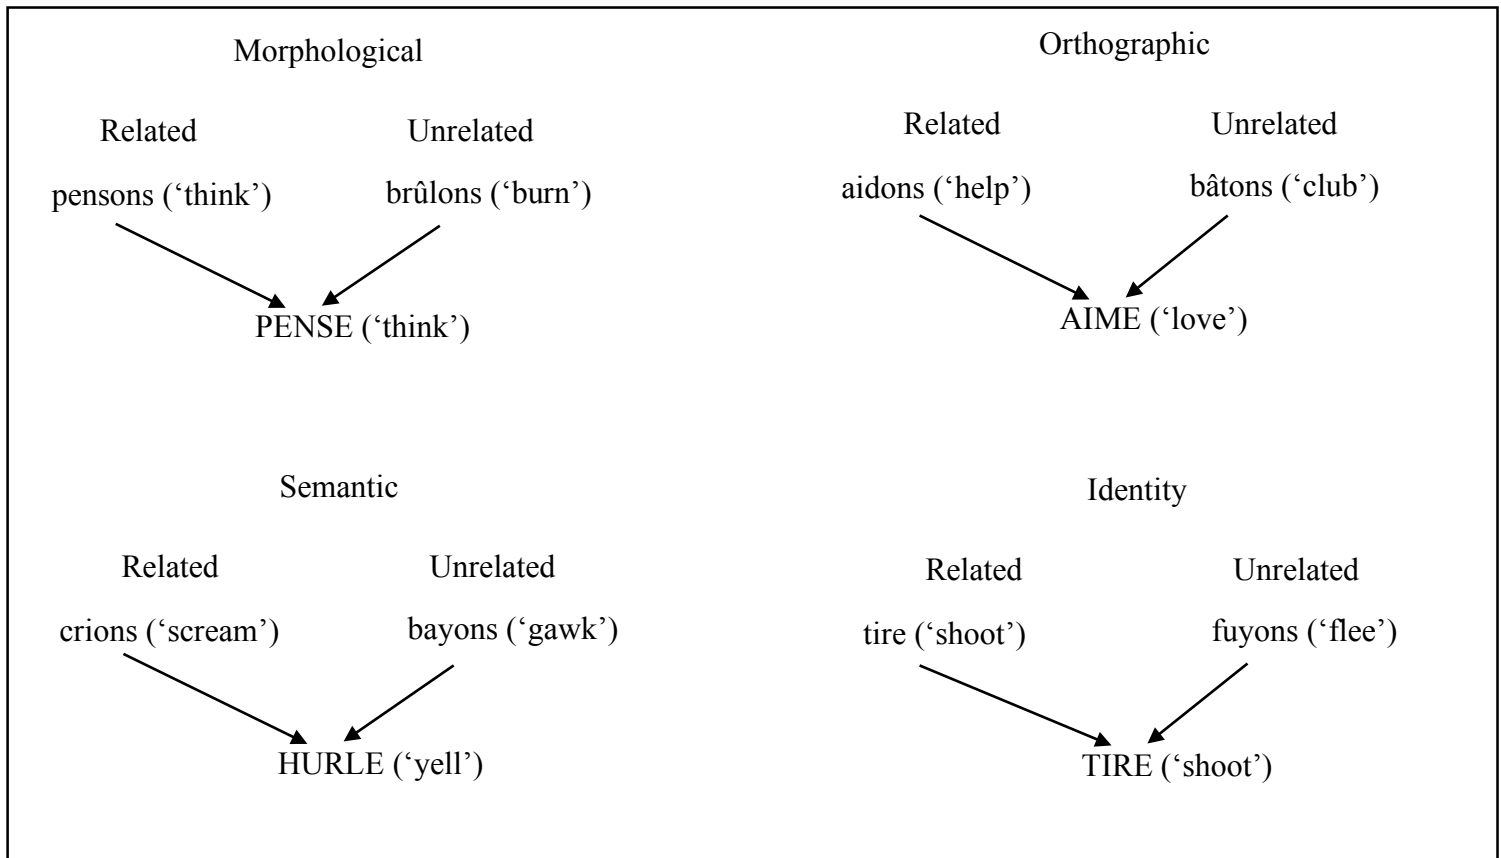 Morphological
Related Unrelated
pensons (‘think’) brûlons (‘burn’)
PENSE (‘think’)
Orthographic
Related Unrelated
aidons (‘help’) bâtons (‘club’)
AIME (‘love’)
Semantic
Related Unrelated
crions (‘scream’) bayons (‘gawk’)
HURLE (‘yell’)
Identity
Related Unrelated
tire (‘shoot’) fuyons (‘flee’)
TIRE (‘shoot’)